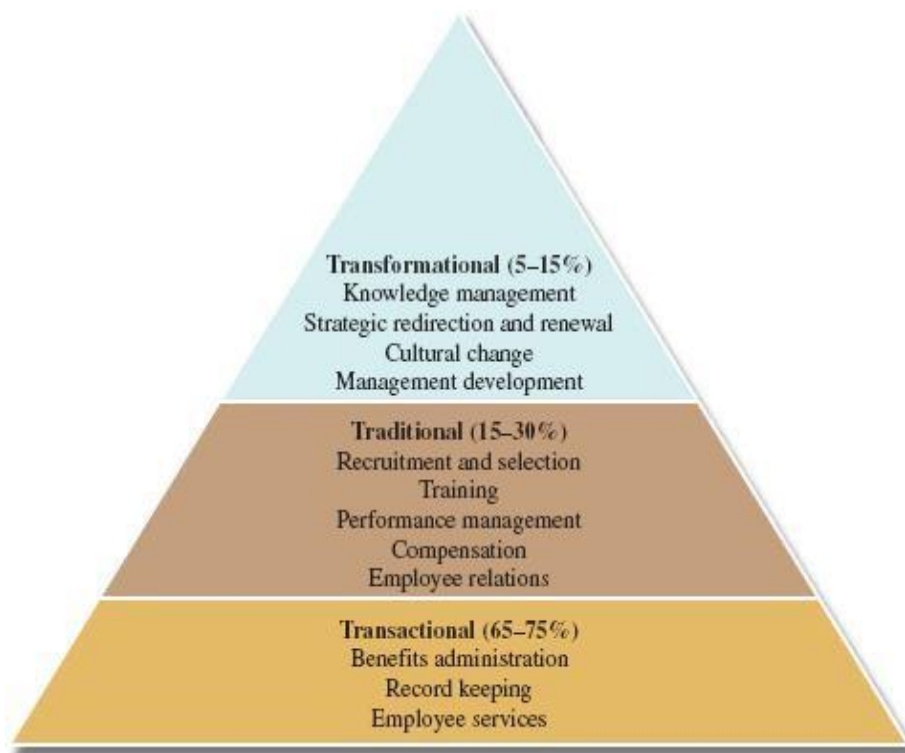 Transformational (5–15%)
Knowledge management
Strategic redirection and renewal
Cultural change
Management development
Traditional (15–30%)
Recruitment and selection
Training
Performance management
Compensation
Employee relations
Transactional (65–75%)
Benefits administration
Record keeping
Employee services